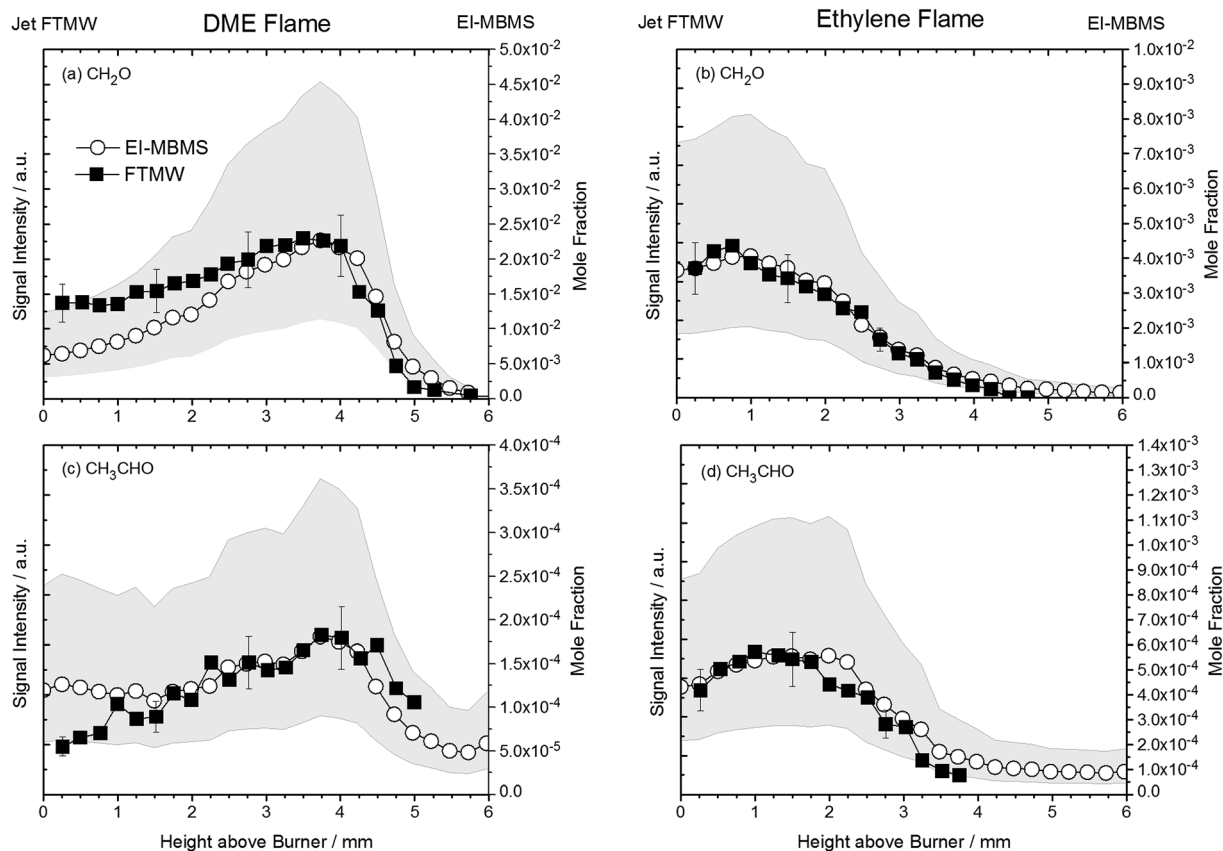 Jet FTMW DME Flame EI-MBMS
Jet FTMW Ethylene Flame EI-MBMS
(a) CH₂O
EI-MBMS
FTMW
Signal Intensity / a.u.
5.0x10⁻²
4.5x10⁻²
4.0x10⁻²
3.5x10⁻²
3.0x10⁻²
2.5x10⁻²
2.0x10⁻²
1.5x10⁻²
1.0x10⁻²
5.0x10⁻³
0.0
Mole Fraction
0 1 2 3 4 5 6
(b) CH₂O
Signal Intensity / a.u.
1.0x10⁻²
9.0x10⁻³
8.0x10⁻³
7.0x10⁻³
6.0x10⁻³
5.0x10⁻³
4.0x10⁻³
3.0x10⁻³
2.0x10⁻³
1.0x10⁻³
0.0
Mole Fraction
0 1 2 3 4 5 6
(c) CH₃CHO
Signal Intensity / a.u.
4.0x10⁻⁴
3.5x10⁻⁴
3.0x10⁻⁴
2.5x10⁻⁴
2.0x10⁻⁴
1.5x10⁻⁴
1.0x10⁻⁴
5.0x10⁻⁵
0.0
Mole Fraction
0 1 2 3 4 5 6
Height above Burner / mm
(d) CH₃CHO
Signal Intensity / a.u.
1.4x10⁻³
1.3x10⁻³
1.2x10⁻³
1.1x10⁻³
1.0x10⁻³
9.0x10⁻⁴
8.0x10⁻⁴
7.0x10⁻⁴
6.0x10⁻⁴
5.0x10⁻⁴
4.0x10⁻⁴
3.0x10⁻⁴
2.0x10⁻⁴
1.0x10⁻⁴
0.0
Mole Fraction
0 1 2 3 4 5 6
Height above Burner / mm